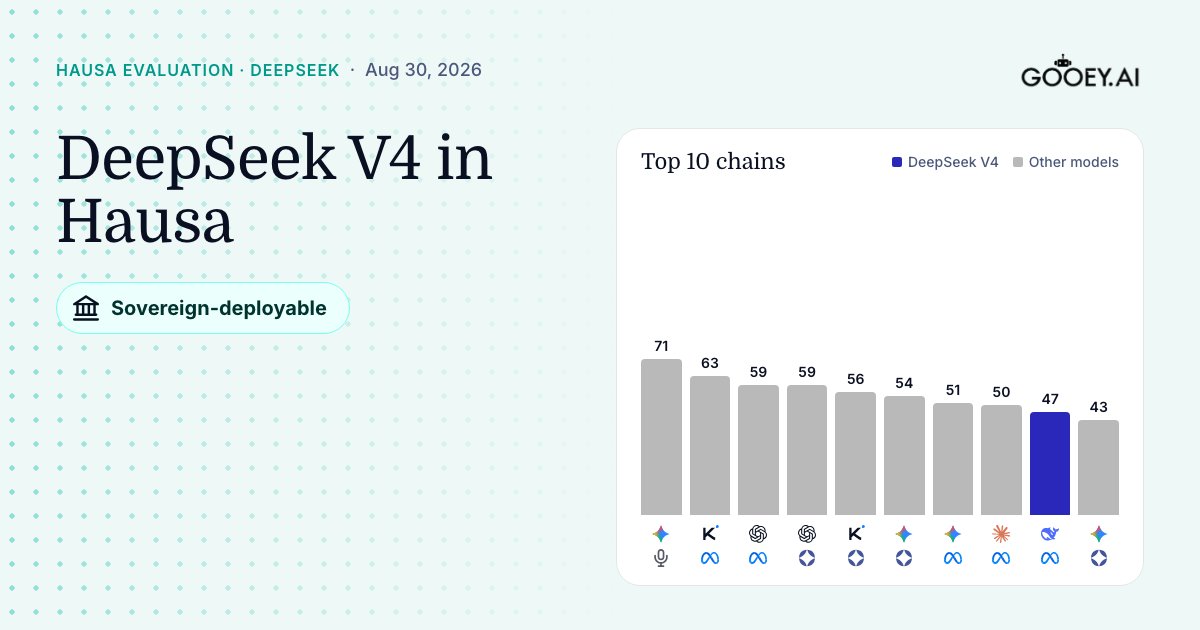 HAUSA EVALUATION · DEEPSEEK · Aug 30, 2026
GOOEY.AI
DeepSeek V4 in
Hausa
Sovereign-deployable
Top 10 chains
DeepSeek V4
Other models
71
63
59
59
56
54
51
50
47
43